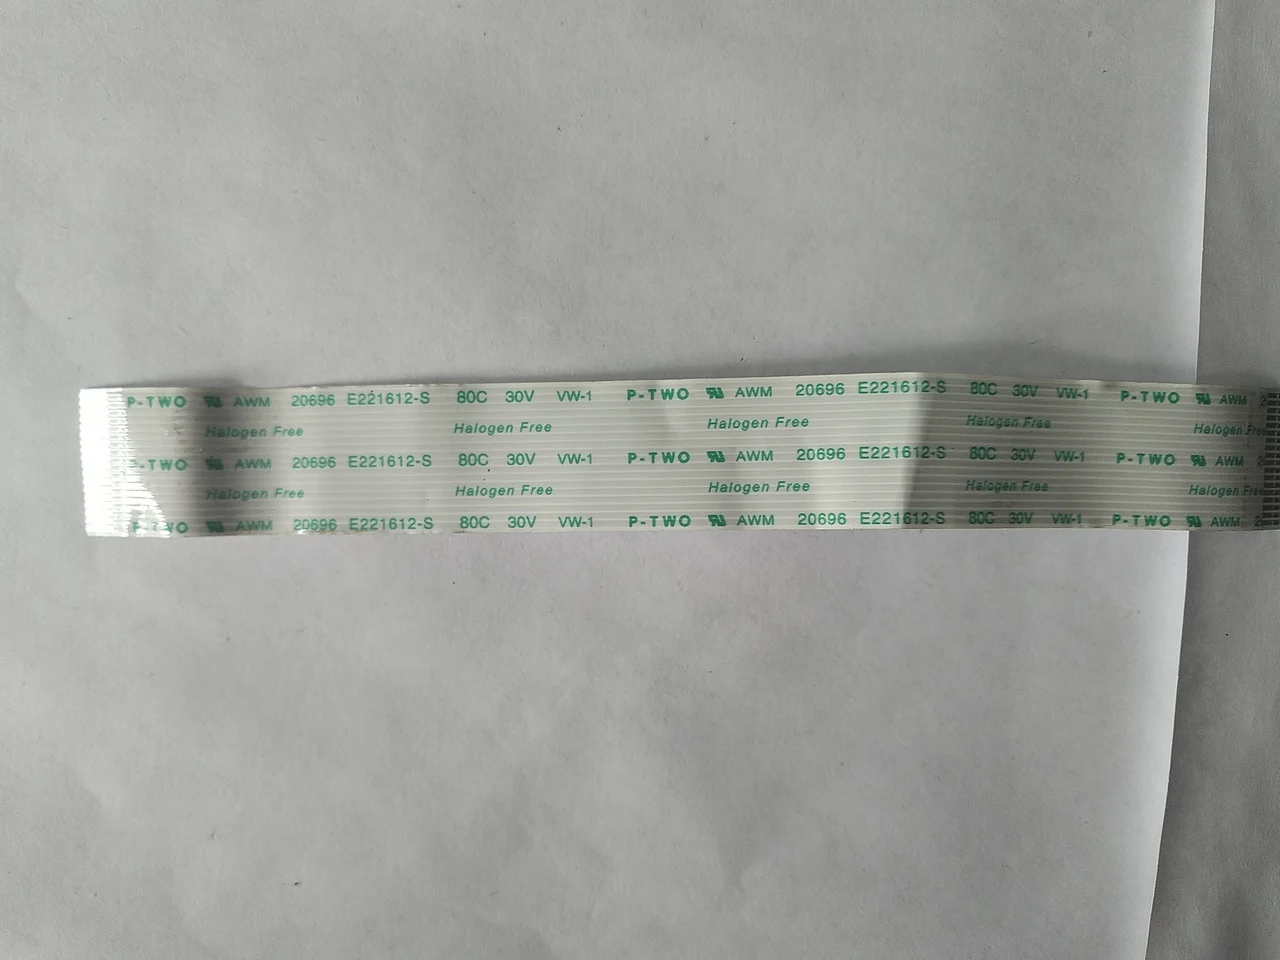 P-TWO AWM 20696 E221612-S 80C 30V VW-1 P-TWO AWM 20696 E221612-S 80C 30V VW-1 P-TWO AWM
Halogen Free Halogen Free Halogen Free Halogen Free Halogen Free
P-TWO AWM 20696 E221612-S 80C 30V VW-1 P-TWO AWM 20696 E221612-S 80C 30V VW-1 P-TWO AWM
Halogen Free Halogen Free Halogen Free Halogen Free Halogen Free
P-TWO AWM 20696 E221612-S 80C 30V VW-1 P-TWO AWM 20696 E221612-S 80C 30V VW-1 P-TWO AWM